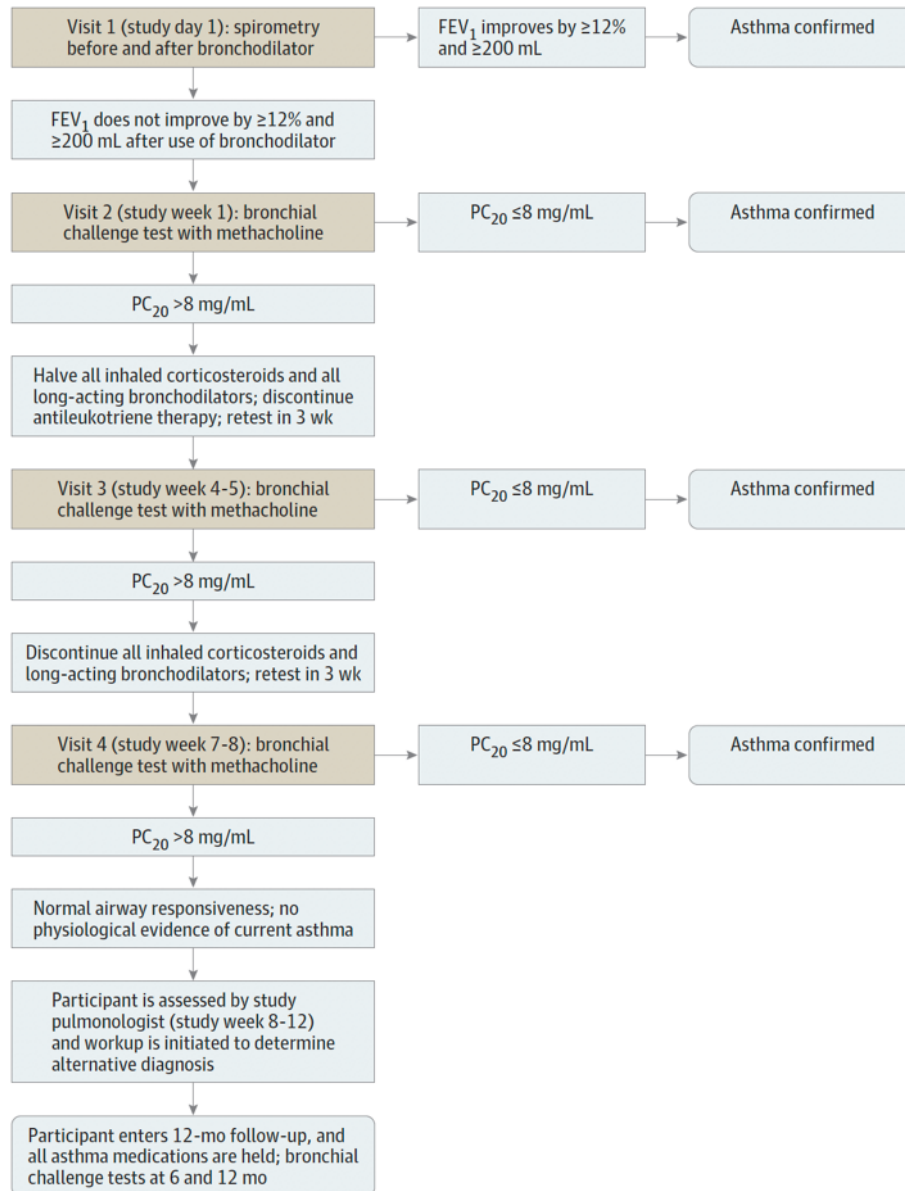 Visit 1 (study day 1): spirometry
before and after bronchodilator
FEV1 improves by ≥12%
and ≥200 mL
Asthma confirmed
FEV1 does not improve by ≥12% and
≥200 mL after use of bronchodilator
Visit 2 (study week 1): bronchial
challenge test with methacholine
PC20 ≤8 mg/mL
Asthma confirmed
PC20 >8 mg/mL
Halve all inhaled corticosteroids and all
long-acting bronchodilators; discontinue
antileukotriene therapy; retest in 3 wk
Visit 3 (study week 4-5): bronchial
challenge test with methacholine
PC20 ≤8 mg/mL
Asthma confirmed
PC20 >8 mg/mL
Discontinue all inhaled corticosteroids and
long-acting bronchodilators; retest in 3 wk
Visit 4 (study week 7-8): bronchial
challenge test with methacholine
PC20 ≤8 mg/mL
Asthma confirmed
PC20 >8 mg/mL
Normal airway responsiveness; no
physiological evidence of current asthma
Participant is assessed by study
pulmonologist (study week 8-12)
and workup is initiated to determine
alternative diagnosis
Participant enters 12-mo follow-up, and
all asthma medications are held; bronchial
challenge tests at 6 and 12 mo